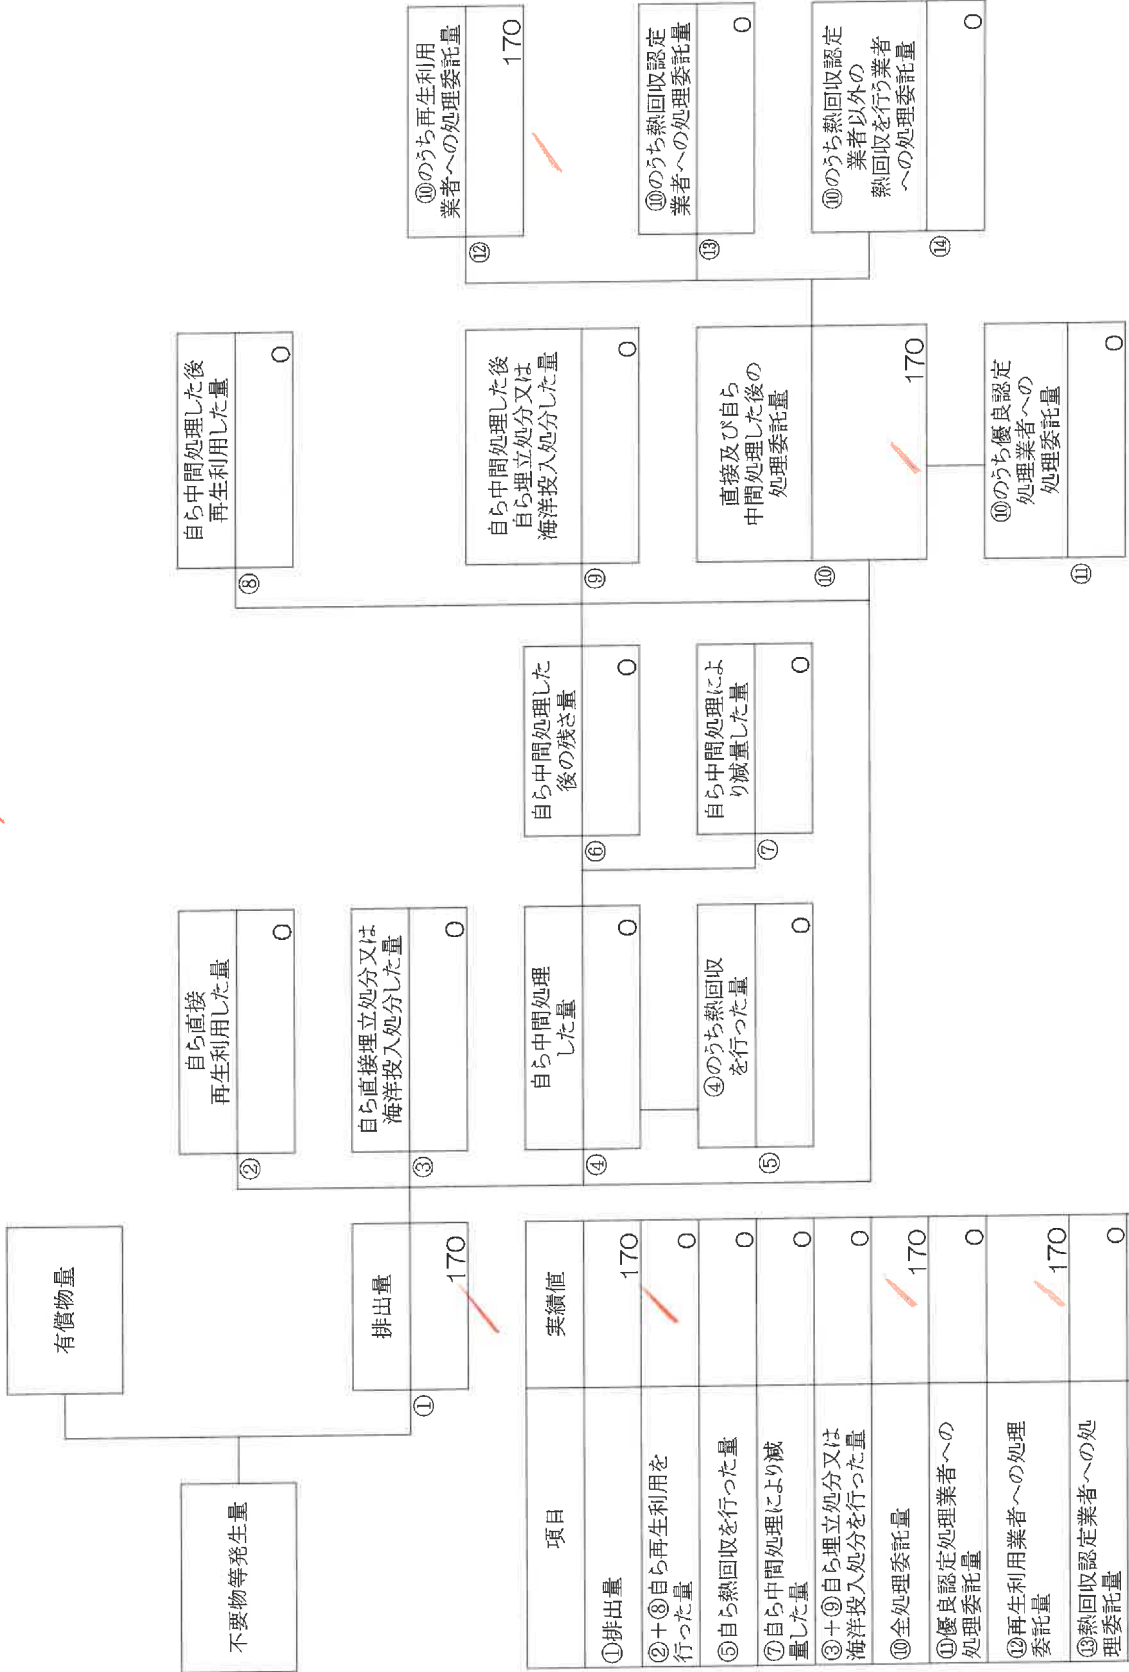 不要物等発生量
有償物量
①
排出量
170
②
自ら直接
再生利用した量
0
③
自ら直接埋立処分又は
海洋投入処分した量
0
④
自ら中間処理
した量
0
⑤
④のうち熱回収
を行った量
0
⑥
自ら中間処理した
後の残さ量
0
⑦
自ら中間処理によ
り減量した量
0
⑧
自ら中間処理した後
再生利用した量
0
⑨
自ら中間処理した後
自ら埋立処分又は
海洋投入処分した量
0
⑩
直接及び自ら
中間処理した後の
処理委託量
170
⑪
⑩のうち優良認定
処理業者への
処理委託量
0
⑫
⑩のうち再生利用
業者への処理委託量
170
⑬
⑩のうち熱回収認定
業者への処理委託量
0
⑭
⑩のうち熱回収認定
業者以外の
熱回収を行う業者
への処理委託量
0
項目 実績値
①排出量 170
②+⑧自ら再生利用を
行った量 0
⑤自ら熱回収を行った量 0
⑦自ら中間処理により減
量した量 0
③+⑨自ら埋立処分又は
海洋投入処分を行った量 0
⑩全処理委託量 170
⑪優良認定処理業者への
処理委託量 0
⑫再生利用業者への処理
委託量 170
⑬熱回収認定業者への処
理委託量 0